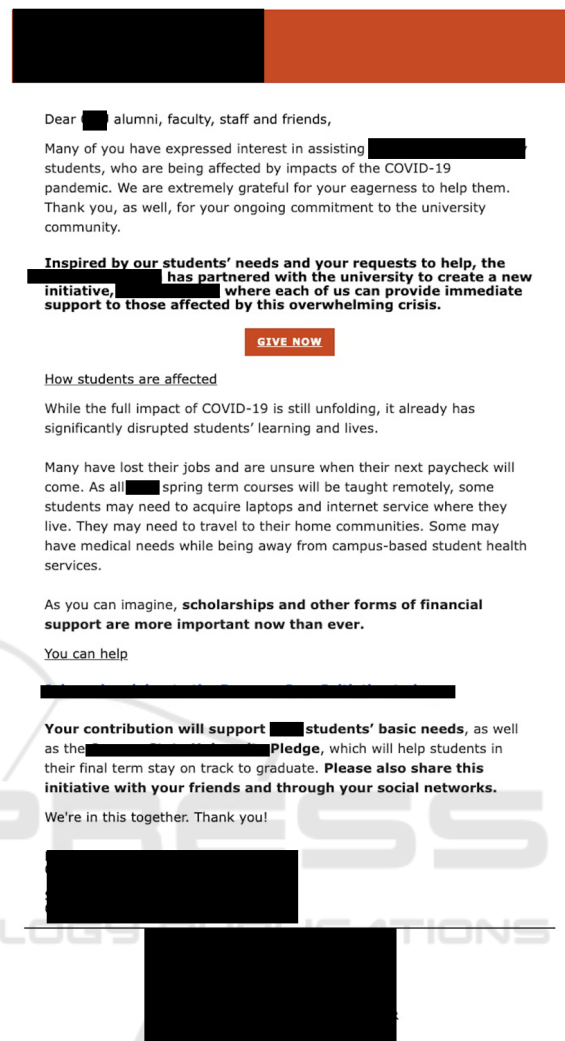 Dear alumni, faculty, staff and friends,
Many of you have expressed interest in assisting
students, who are being affected by impacts of the COVID-19
pandemic. We are extremely grateful for your eagerness to help them.
Thank you, as well, for your ongoing commitment to the university
community.
Inspired by our students' needs and your requests to help, the
has partnered with the university to create a new
initiative, where each of us can provide immediate
support to those affected by this overwhelming crisis.
GIVE NOW
How students are affected
While the full impact of COVID-19 is still unfolding, it already has
significantly disrupted students' learning and lives.
Many have lost their jobs and are unsure when their next paycheck will
come. As all spring term courses will be taught remotely, some
students may need to acquire laptops and internet service where they
live. They may need to travel to their home communities. Some may
have medical needs while being away from campus-based student health
services.
As you can imagine, scholarships and other forms of financial
support are more important now than ever.
You can help
Your contribution will support students' basic needs, as well
as the Pledge, which will help students in
their final term stay on track to graduate. Please also share this
initiative with your friends and through your social networks.
We're in this together. Thank you!